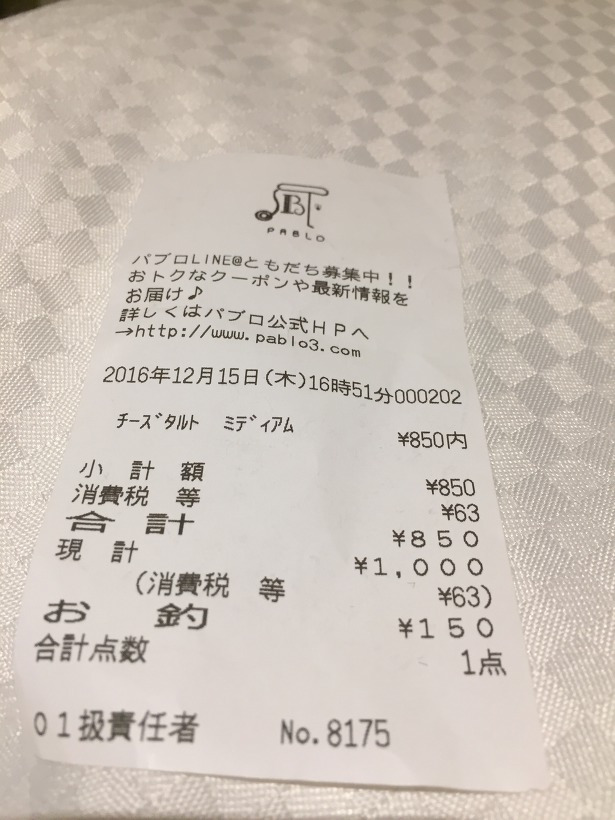 PABLO
パブロLINE@ともだち募集中！！
おトクなクーポンや最新情報を
お届け♪
詳しくはパブロ公式ＨＰへ
→http://www.pablo3.com
2016年12月15日(木)16時51分000202
ﾁｰｽﾞﾀﾙﾄ ﾐﾃﾞｨｱﾑ ¥850内
小計額 ¥850
消費税等 ¥63
合計 ¥850
現計 ¥1,000
(消費税等 ¥63)
お釣 ¥150
合計点数 1点
01扱責任者 No.8175